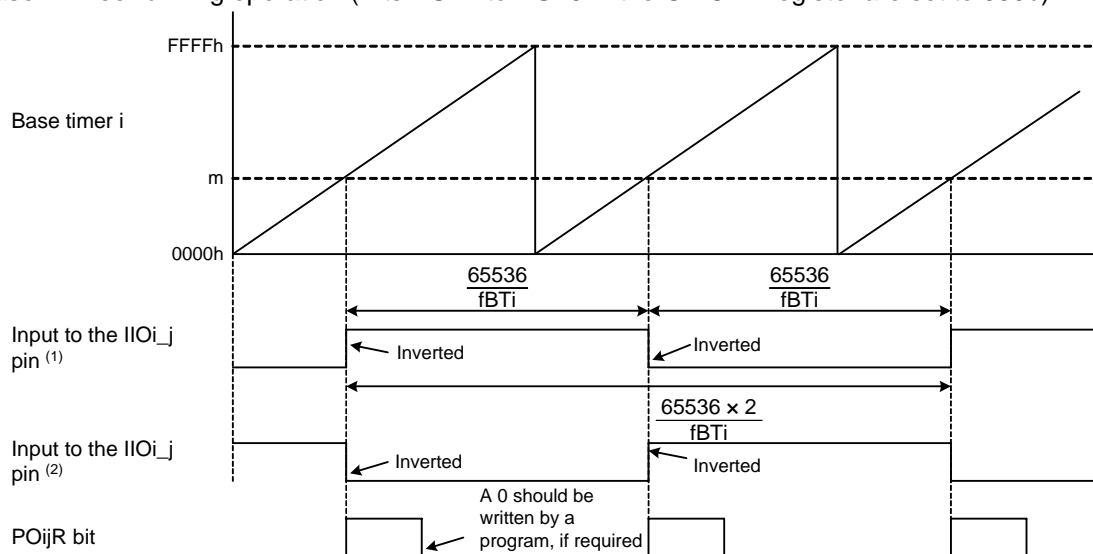 FFFFh
Base timer i
m
0000h
65536
fBTi
65536
fBTi
Input to the IIOi_j
pin (1)
Inverted
Inverted
65536 × 2
fBTi
Input to the IIOi_j
pin (2)
Inverted
Inverted
A 0 should be
written by a
program, if required
POijR bit